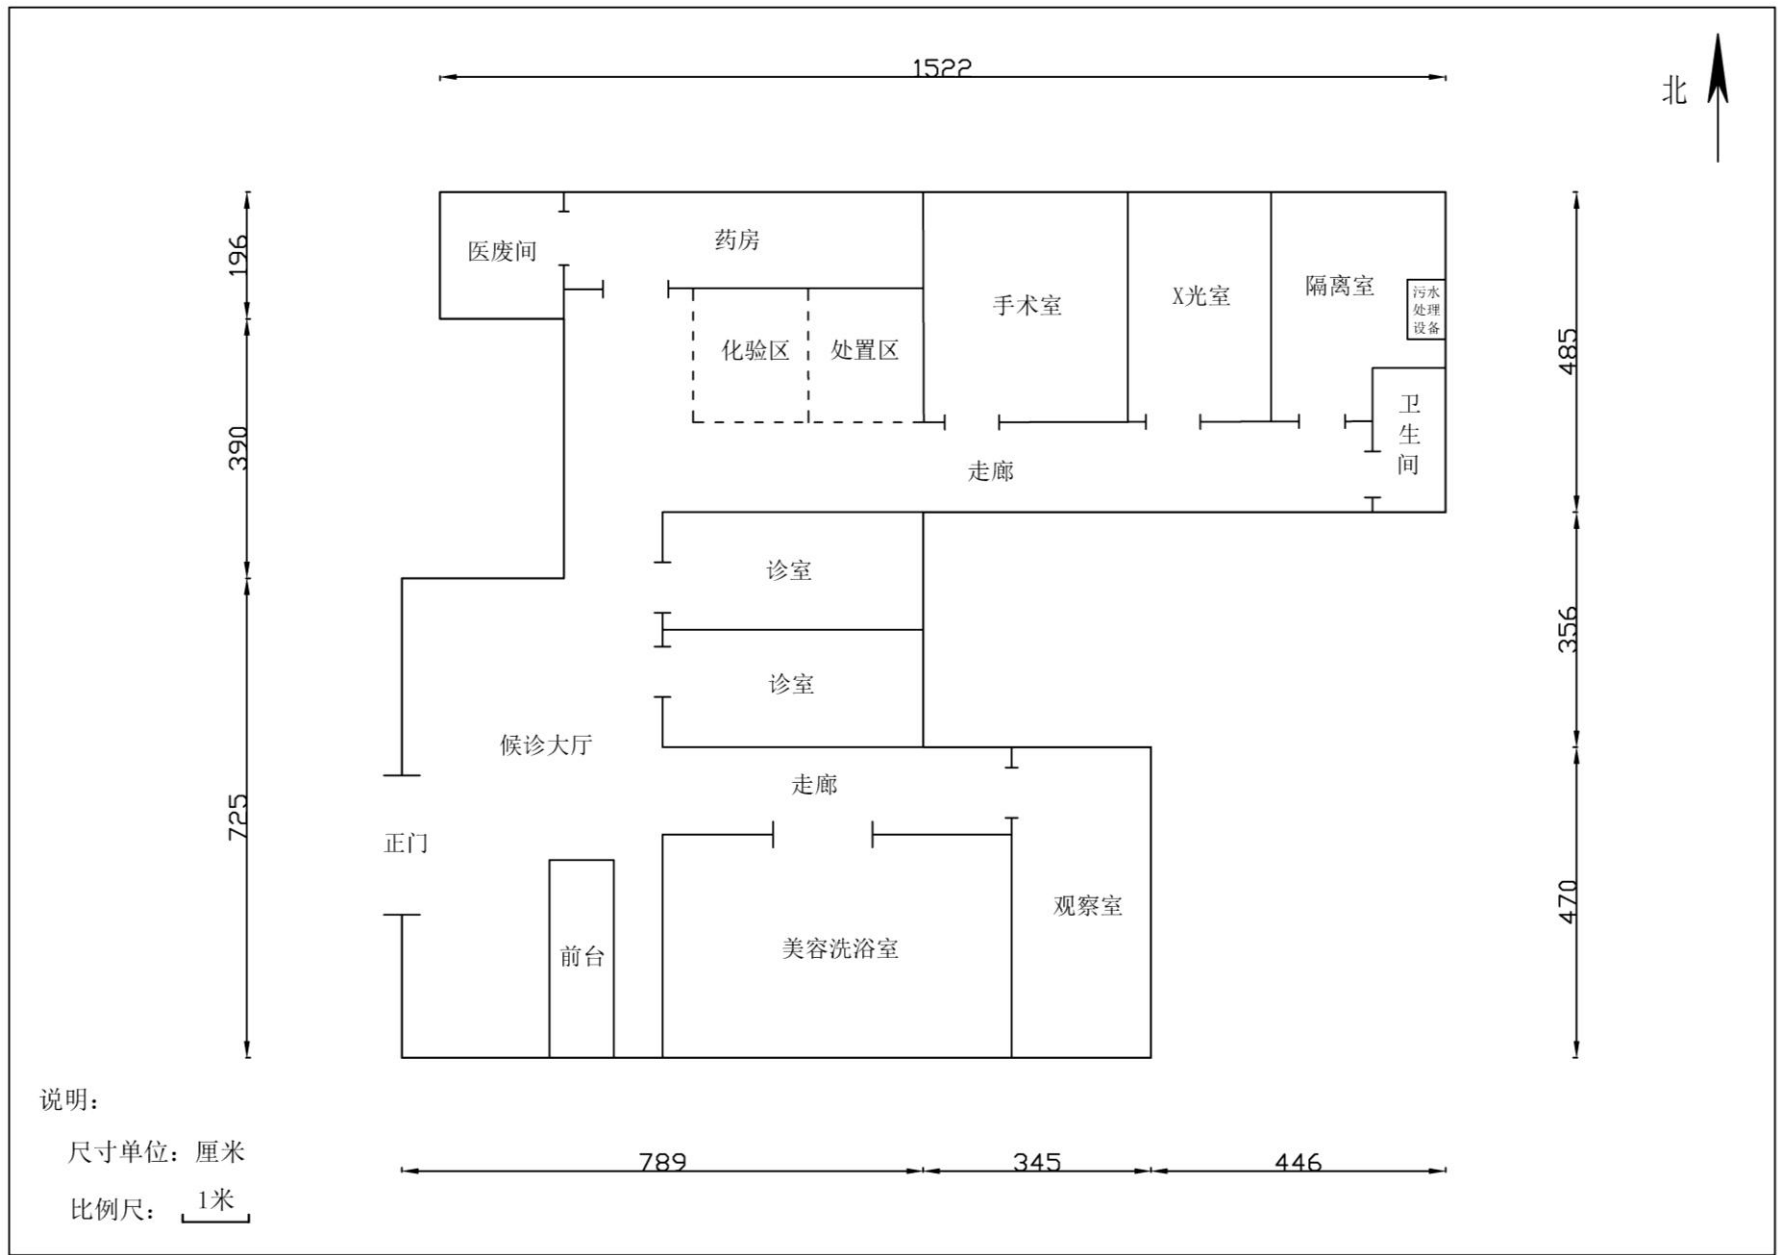 1522
北
196
医废间
药房
手术室
X光室
隔离室
污水
处理
设备
485
化验区
处置区
390
卫
生
间
走廊
诊室
356
诊室
候诊大厅
走廊
725
正门
观察室
470
前台
美容洗浴室
说明：
尺寸单位：厘米
789
345
446
比例尺：
1米